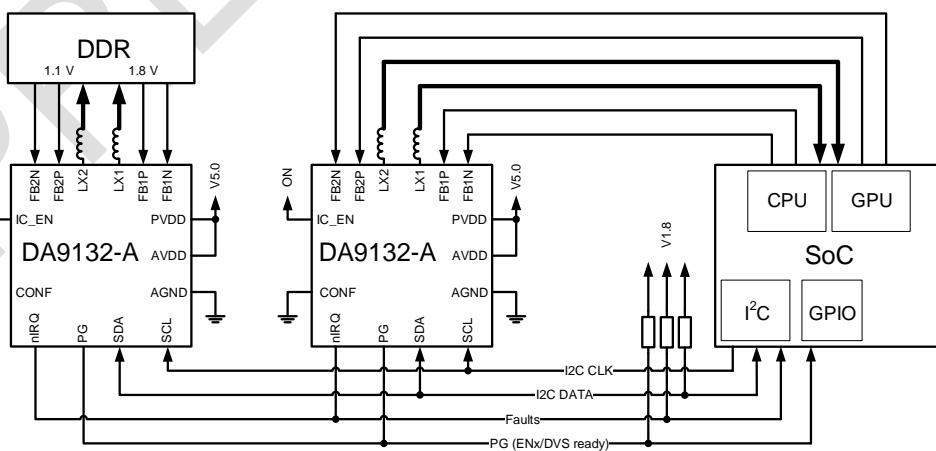 DDR
1.1 V 1.8 V
FB2N FB2P LX2 LX1 FB1P FB1N
V5.0
IC_EN PVDD
DA9132-A AVDD
CONF AGND
nIRQ PG SDA SCL
ON
FB2N FB2P LX2 LX1 FB1P FB1N
V5.0
IC_EN PVDD
DA9132-A AVDD
CONF AGND
nIRQ PG SDA SCL
V1.8
CPU GPU
SoC
I²C GPIO
I2C CLK
I2C DATA
Faults
PG (ENx/DVS ready)